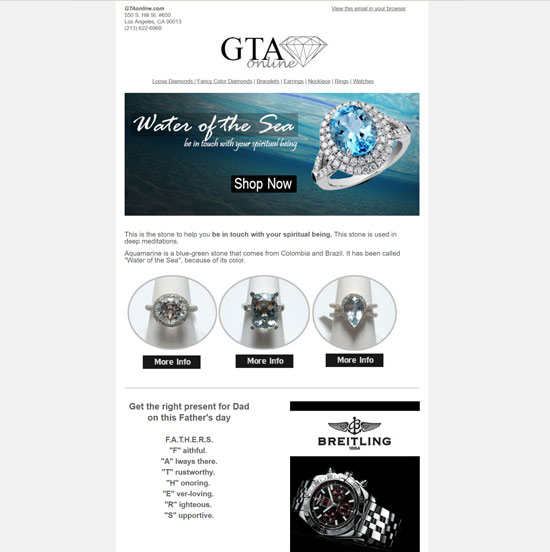 GTAonline.com
View this email in your browser
550 S. Hill St. #650
Los Angeles, CA 90013
(213) 622-6969
GTA
online
Loose Diamonds | Fancy Color Diamonds | Bracelets | Earrings | Necklace | Rings | Watches
Water of the Sea
be in touch with your spiritual being
Shop Now
This is the stone to help you be in touch with your spiritual being. This stone is used in
deep meditations.
Aquamarine is a blue-green stone that comes from Colombia and Brazil. It has been called
"Water of the Sea", because of its color.
More Info
More Info
More Info
Get the right present for Dad
on this Father's day
F.A.T.H.E.R.S.
"F" aithful.
"A" lways there.
"T" rustworthy.
"H" onoring.
"E" ver-loving.
"R" ighteous.
"S" upportive.
BREITLING
1884